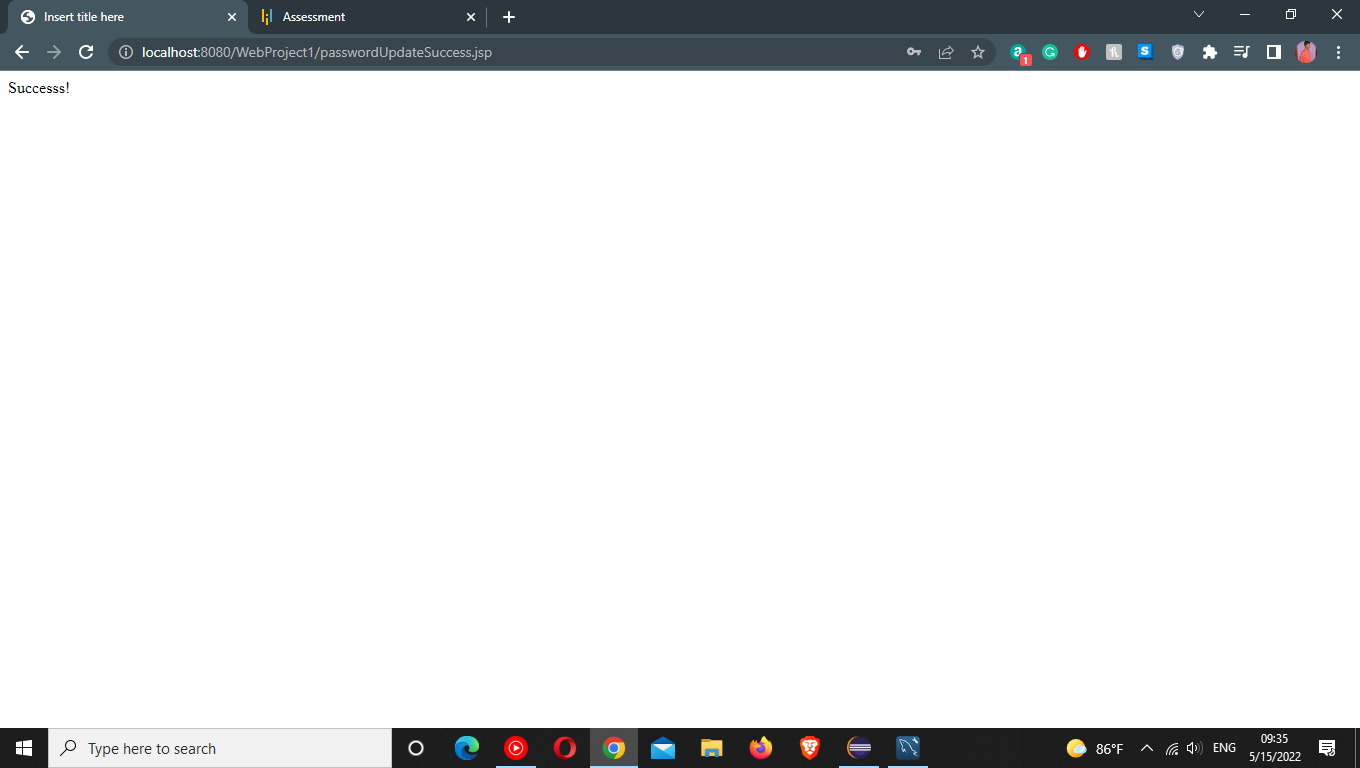 Insert title here
Assessment
localhost:8080/WebProject1/passwordUpdateSuccess.jsp
1
Successs!
Type here to search
86°F
ENG
09:35
5/15/2022